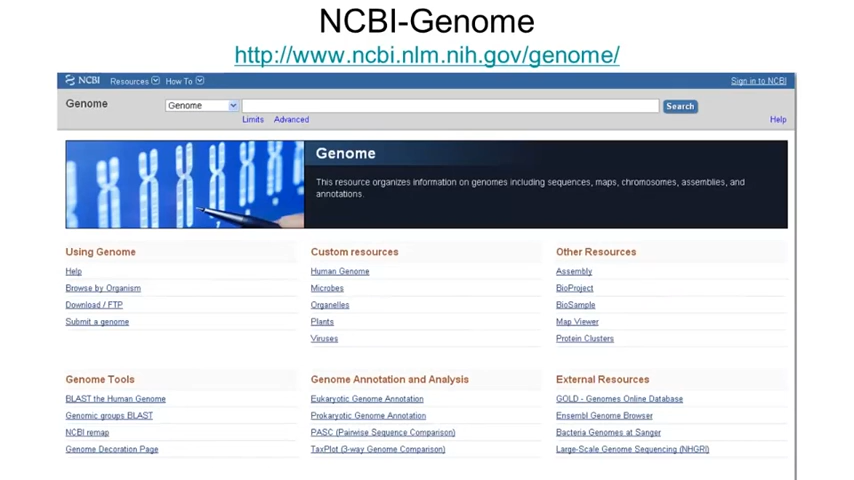 NCBI-Genome
http://www.ncbi.nlm.nih.gov/genome/
NCBI Resources How To Sign in to NCBI
Genome Genome Search
Limits Advanced Help
Genome
This resource organizes information on genomes including sequences, maps, chromosomes, assemblies, and
annotations.
Using Genome
Help
Browse by Organism
Download / FTP
Submit a genome
Custom resources
Human Genome
Microbes
Organelles
Plants
Viruses
Other Resources
Assembly
BioProject
BioSample
Map Viewer
Protein Clusters
Genome Tools
BLAST the Human Genome
Genomic groups BLAST
NCBI remap
Genome Decoration Page
Genome Annotation and Analysis
Eukaryotic Genome Annotation
Prokaryotic Genome Annotation
PASC (Pairwise Sequence Comparison)
TaxPlot (3-way Genome Comparison)
External Resources
GOLD - Genomes Online Database
Ensembl Genome Browser
Bacteria Genomes at Sanger
Large-Scale Genome Sequencing (NHGRI)